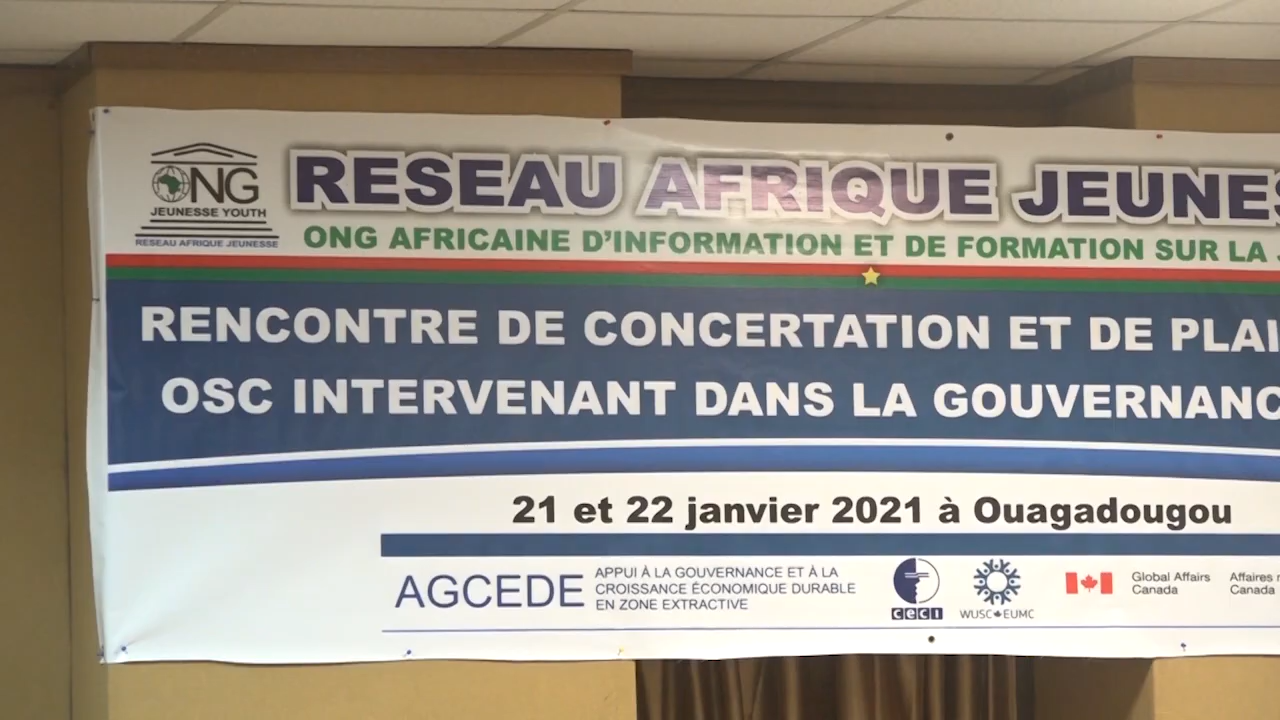 ONG
JEUNESSE YOUTH
RESEAU AFRIQUE JEUNESSE
RESEAU AFRIQUE JEUNES
ONG AFRICAINE D'INFORMATION ET DE FORMATION SUR LA
RENCONTRE DE CONCERTATION ET DE PLAI
OSC INTERVENANT DANS LA GOUVERNANC
21 et 22 janvier 2021 à Ouagadougou
AGCEDE
APPUI À LA GOUVERNANCE ET À LA
CROISSANCE ÉCONOMIQUE DURABLE
EN ZONE EXTRACTIVE
CECI
WUSC EUMC
Global Affairs
Canada
Affaires
Canada